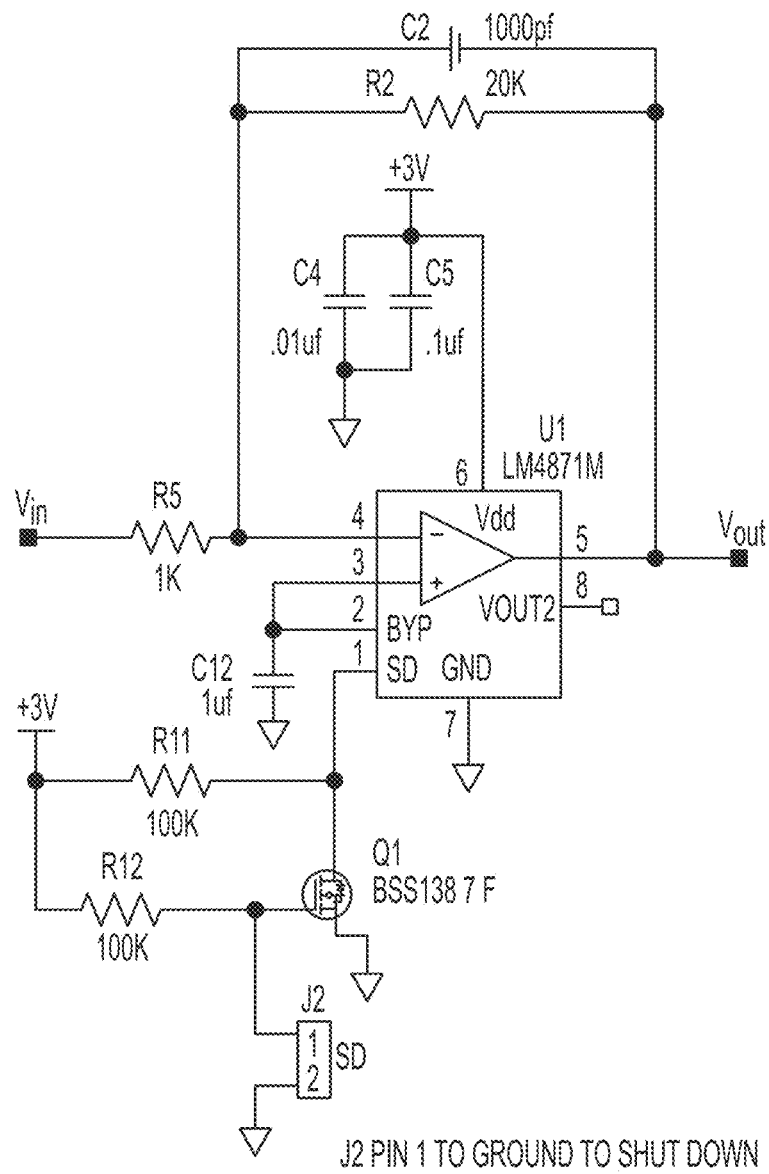 C2 1000pf
R2 20K
+3V
C4 C5
.01uf .1uf
U1
LM4871M
6
Vdd
Vin
R5
1K
4 −
3 +
2 BYP
1 SD GND
5
Vout
8
VOUT2
7
C12
1uf
+3V
R11
100K
R12
100K
Q1
BSS138 7 F
J2
1
2
SD
J2 PIN 1 TO GROUND TO SHUT DOWN